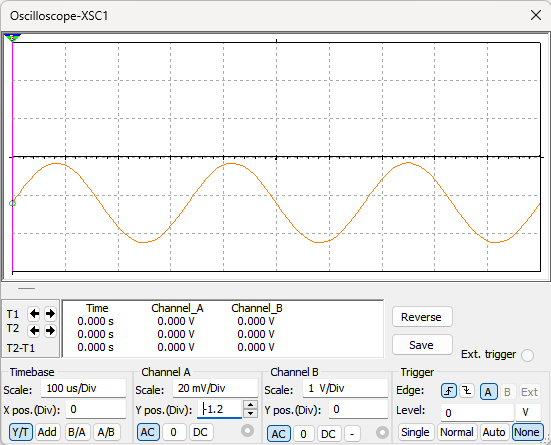 Oscilloscope-XSC1
T1
T2
T2-T1
Time Channel_A Channel_B
0.000 s 0.000 V 0.000 V
0.000 s 0.000 V 0.000 V
0.000 s 0.000 V 0.000 V
Reverse
Save
Ext. trigger
Timebase
Scale: 100 us/Div
X pos.(Div): 0
Y/T Add B/A A/B
Channel A
Scale: 20 mV/Div
Y pos.(Div): -1.2
AC 0 DC
Channel B
Scale: 1 V/Div
Y pos.(Div): 0
AC 0 DC -
Trigger
Edge: A B Ext
Level: 0 V
Single Normal Auto None